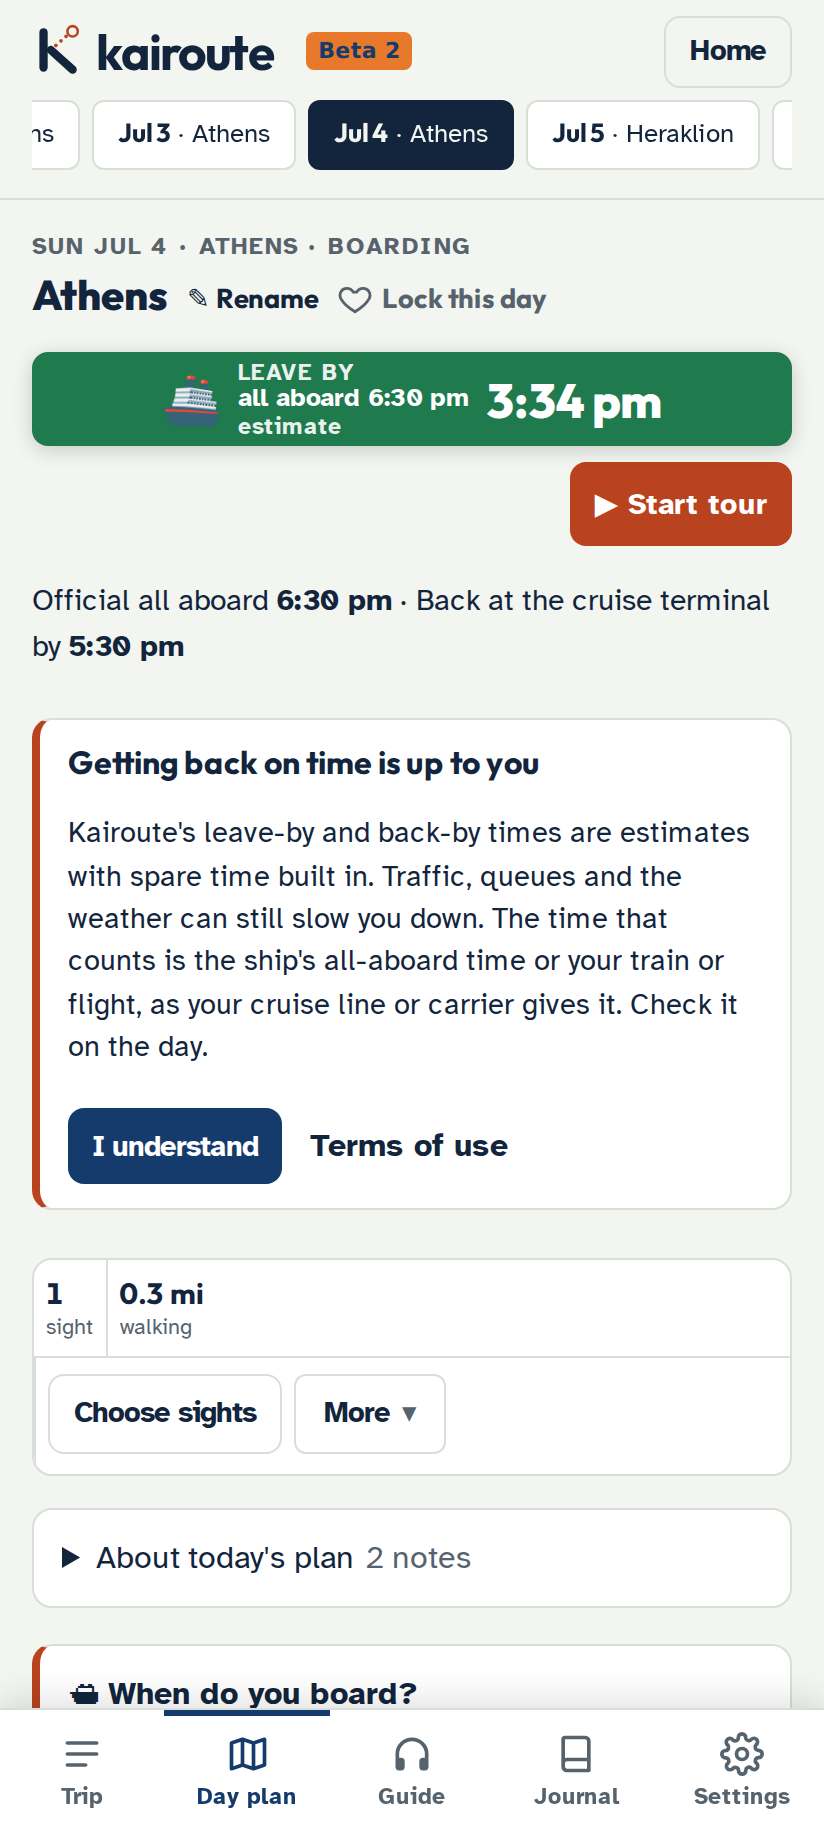 kairoute Beta 2 Home
ns Jul 3 · Athens Jul 4 · Athens Jul 5 · Heraklion
SUN JUL 4 · ATHENS · BOARDING
Athens ✎ Rename Lock this day
LEAVE BY
all aboard 6:30 pm 3:34 pm
estimate
▶ Start tour
Official all aboard 6:30 pm · Back at the cruise terminal
by 5:30 pm
Getting back on time is up to you
Kairoute's leave-by and back-by times are estimates
with spare time built in. Traffic, queues and the
weather can still slow you down. The time that
counts is the ship's all-aboard time or your train or
flight, as your cruise line or carrier gives it. Check it
on the day.
I understand Terms of use
1 0.3 mi
sight walking
Choose sights More ▼
▶ About today's plan 2 notes
When do you board?
Trip Day plan Guide Journal Settings